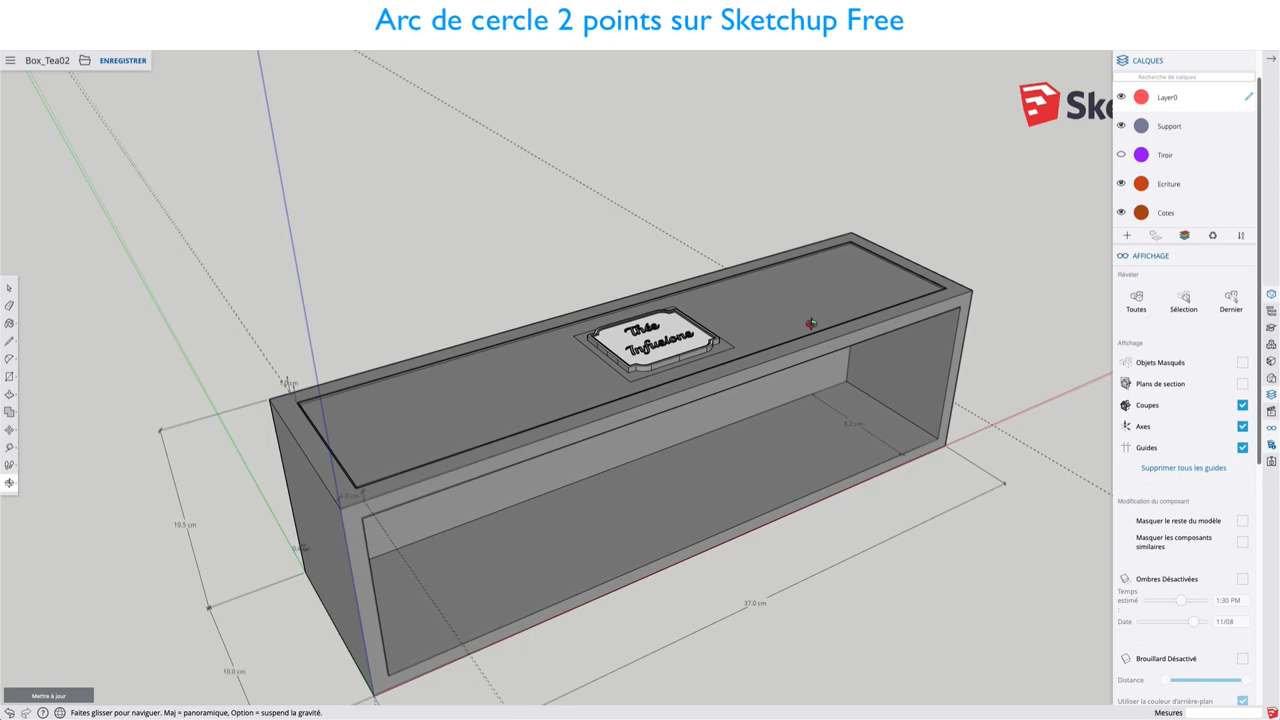 Arc de cercle 2 points sur Sketchup Free
Box_Tea02
ENREGISTRER
CALQUES
Recherche de calques
Layer0
Support
Tiroir
Ecriture
Cotes
AFFICHAGE
Révéler
Toutes
Sélection
Dernier
Affichage
Objets Masqués
Plans de section
Coupes
Axes
Guides
Supprimer tous les guides
Modification du composant
Masquer le reste du modèle
Masquer les composants
similaires
Ombres Désactivées
Temps
estimé
:
1:30 PM
Date
11/08
Brouillard Désactivé
Distance
Utiliser la couleur d'arrière-plan
Ske
Thés
Infusions
8.2 cm
10.5 cm
37.0 cm
10.0 cm
Mettre à jour
Faites glisser pour naviguer. Maj = panoramique, Option = suspend la gravité.
Mesures